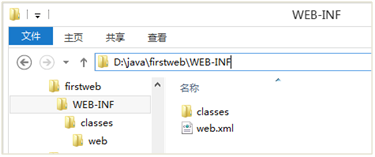 WEB-INF
文件 主页 共享 查看
D:\java\firstweb\WEB-INF
firstweb
WEB-INF
classes
web
名称
classes
web.xml